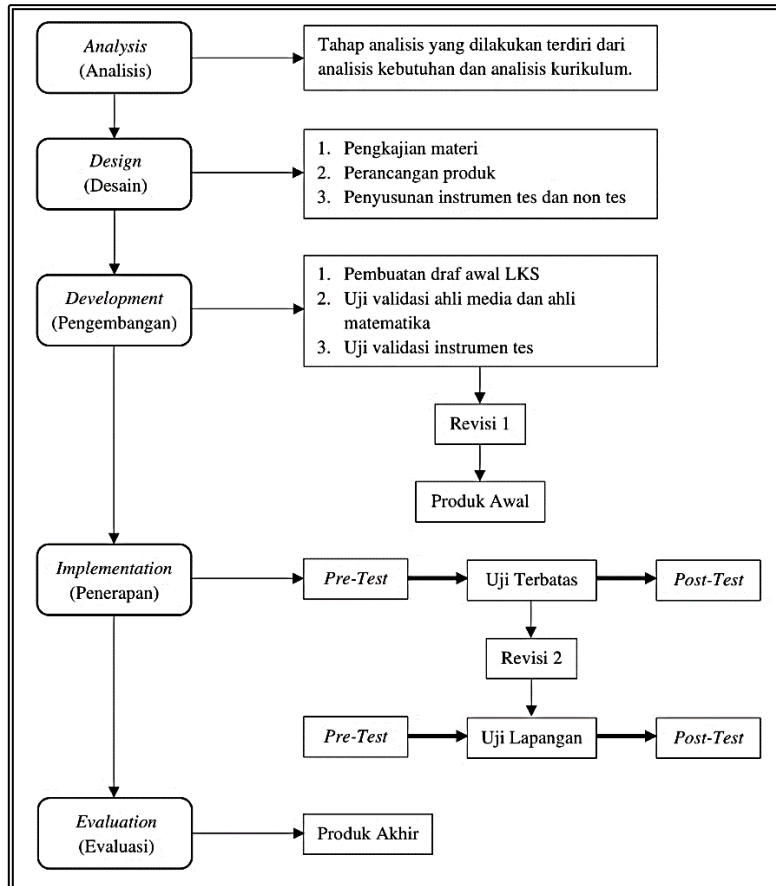 Analysis
(Analisis)
Tahap analisis yang dilakukan terdiri dari
analisis kebutuhan dan analisis kurikulum.
Design
(Desain)
1. Pengkajian materi
2. Perancangan produk
3. Penyusunan instrumen tes dan non tes
Development
(Pengembangan)
1. Pembuatan draf awal LKS
2. Uji validasi ahli media dan ahli
matematika
3. Uji validasi instrumen tes
Revisi 1
Produk Awal
Implementation
(Penerapan)
Pre-Test
Uji Terbatas
Post-Test
Revisi 2
Pre-Test
Uji Lapangan
Post-Test
Evaluation
(Evaluasi)
Produk Akhir